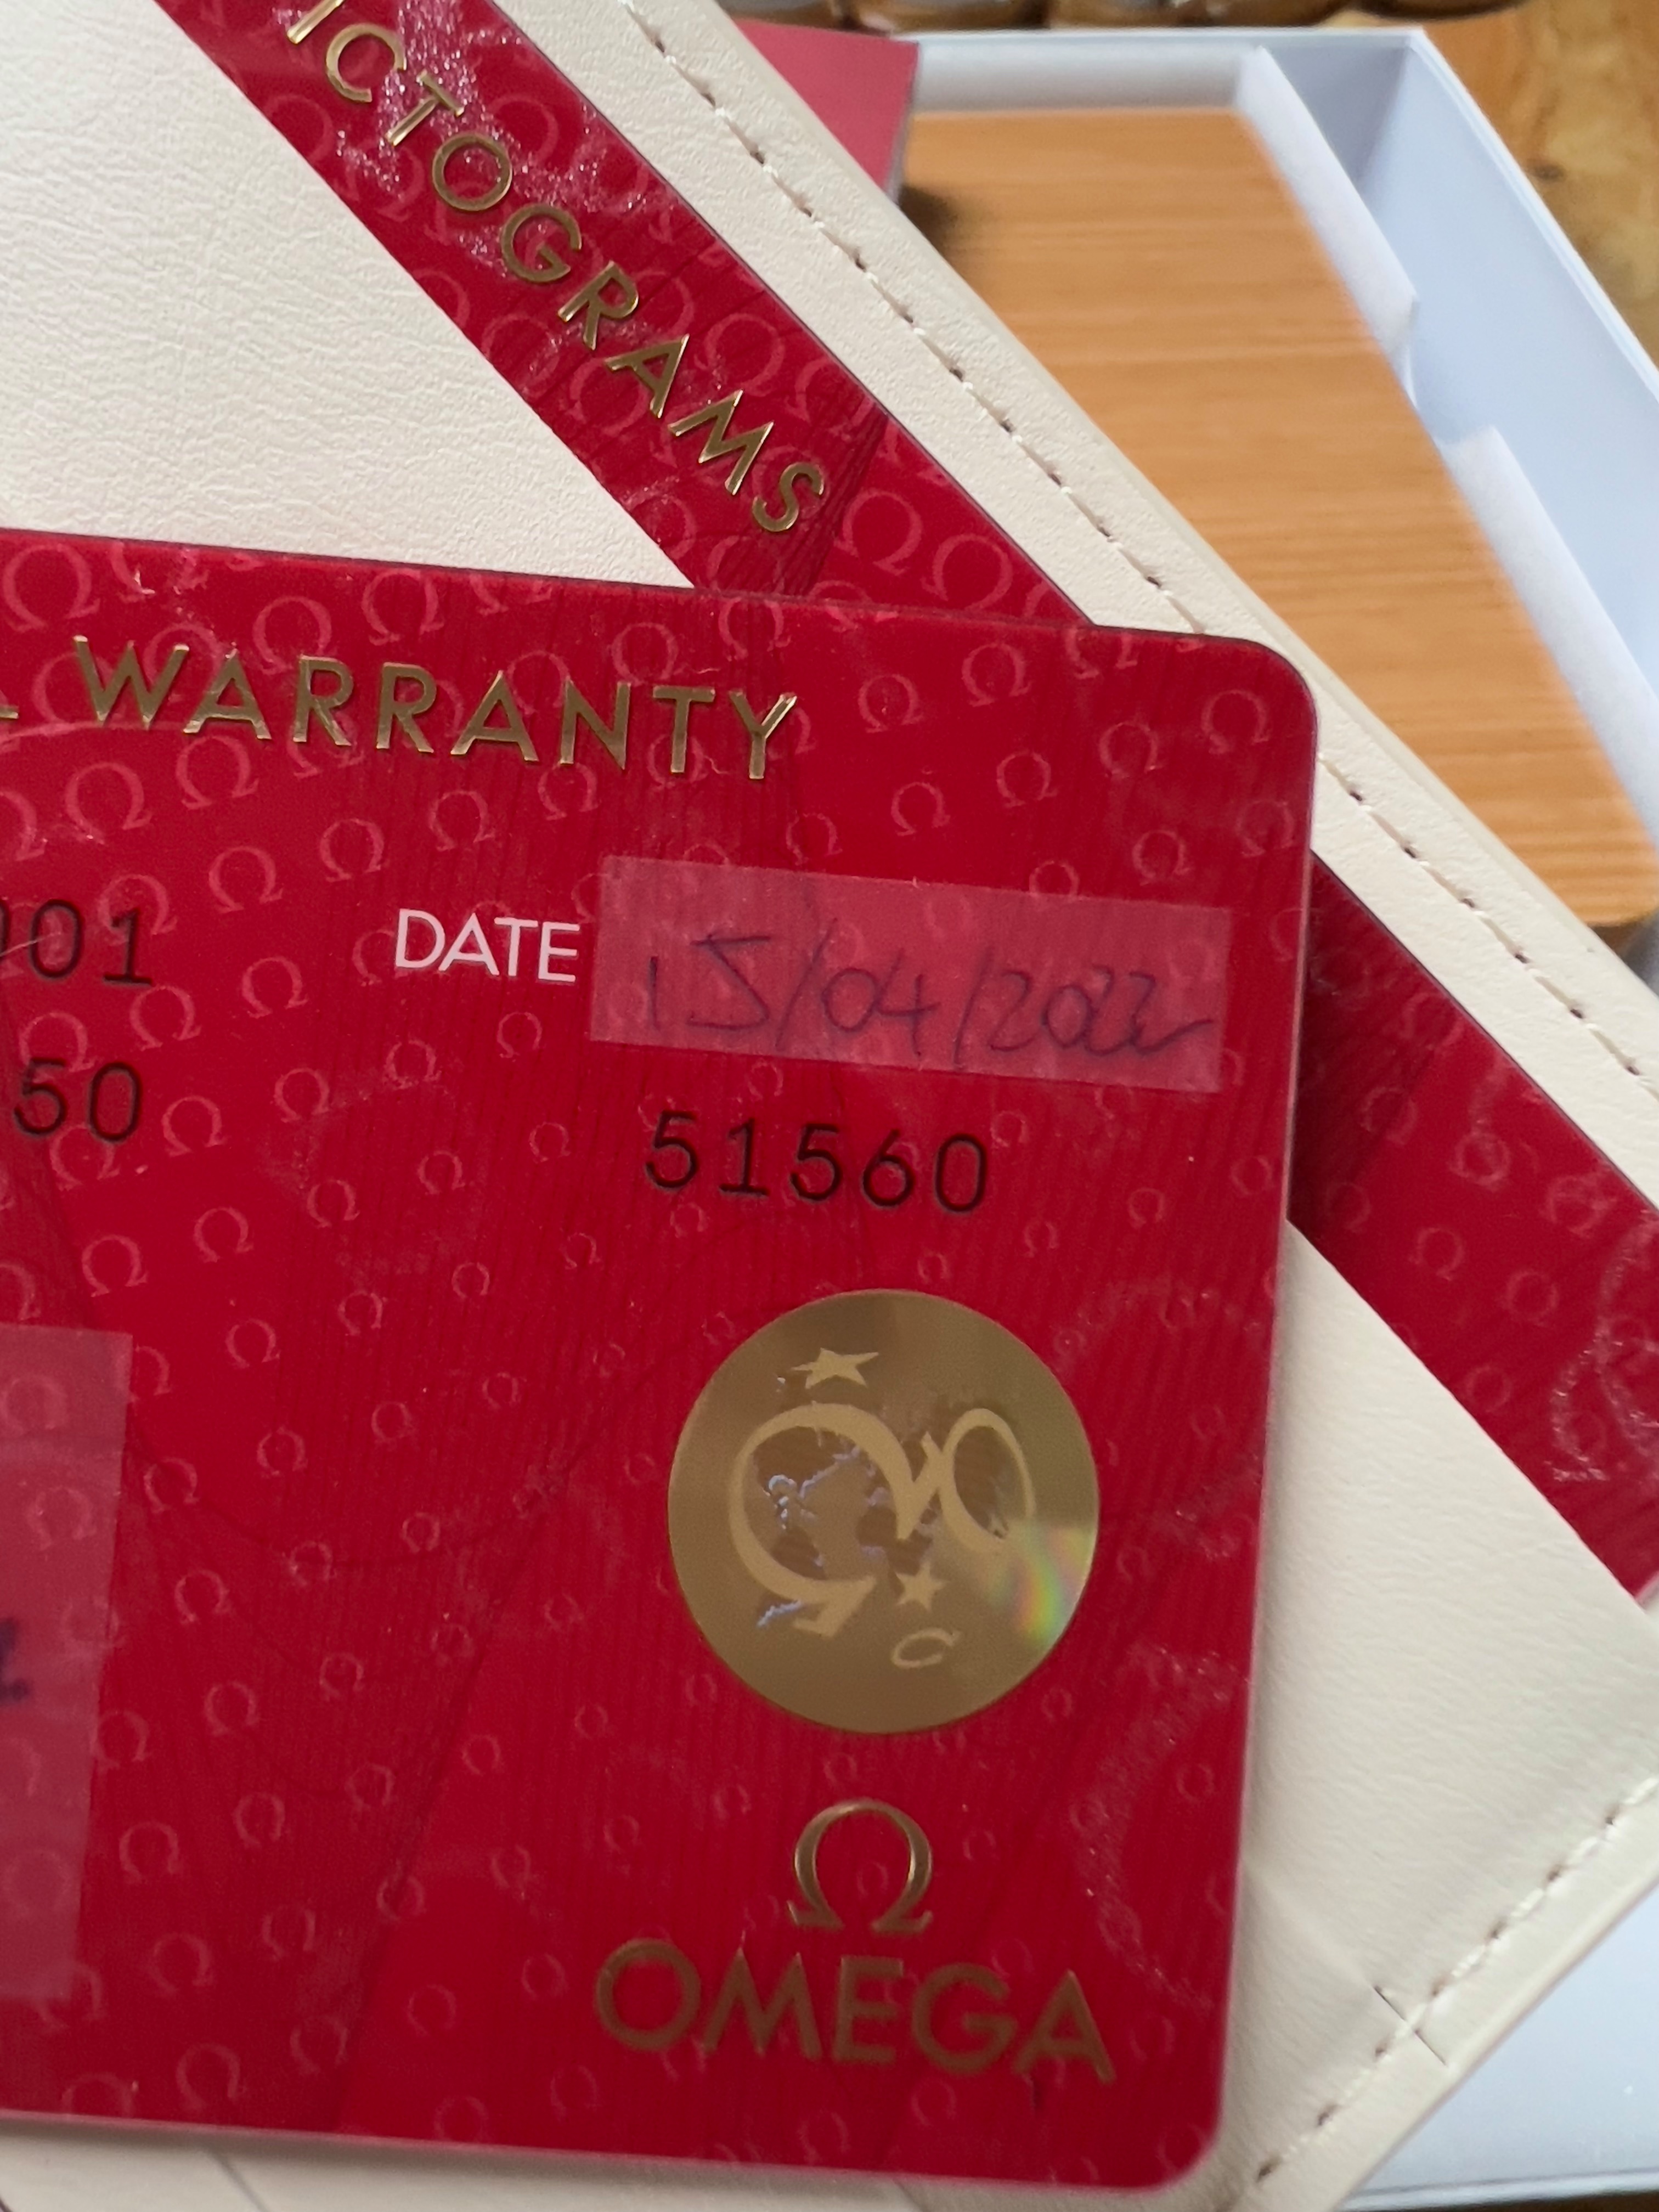 ICTOGRAMS
L WARRANTY
001
DATE 15/04/2022
50
51560
Ω
OMEGA